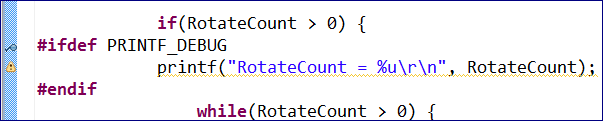 if(RotateCount > 0) {
#ifdef PRINTF_DEBUG
printf("RotateCount = %u\r\n", RotateCount);
#endif
while(RotateCount > 0) {